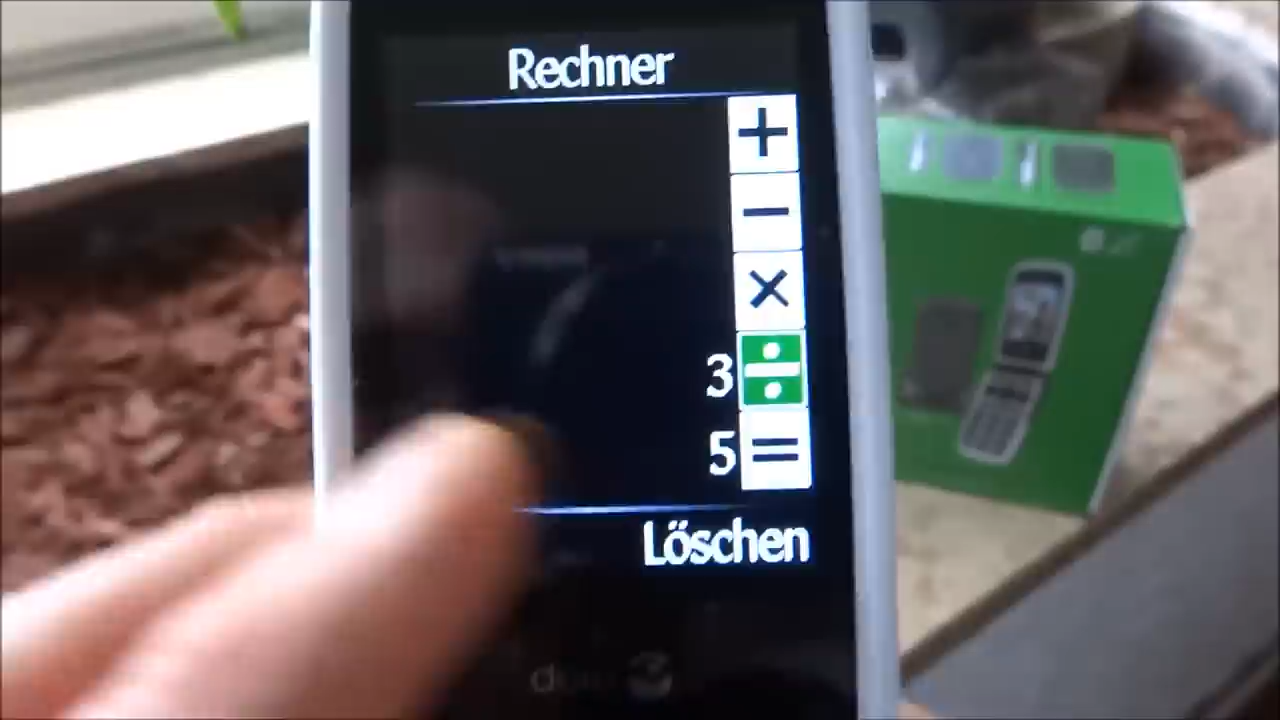 Rechner
+
−
×
3 ÷
5 =
Löschen